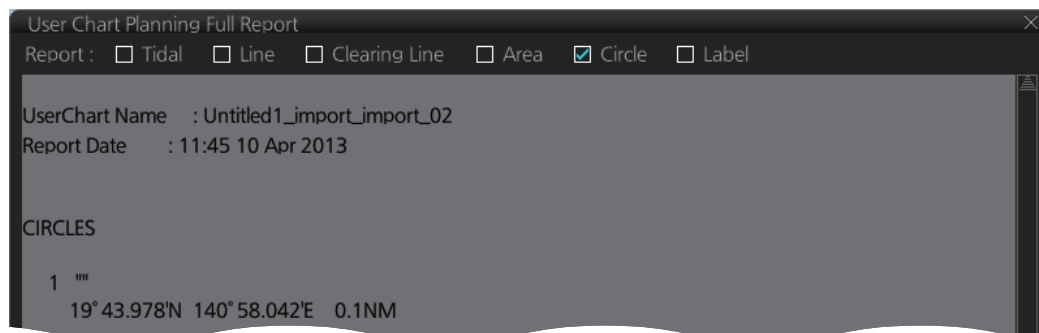 User Chart Planning Full Report
Report : Tidal Line Clearing Line Area Circle Label
UserChart Name : Untitled1_import_import_02
Report Date : 11:45 10 Apr 2013
CIRCLES
1 ""
19°43.978'N 140°58.042'E 0.1NM